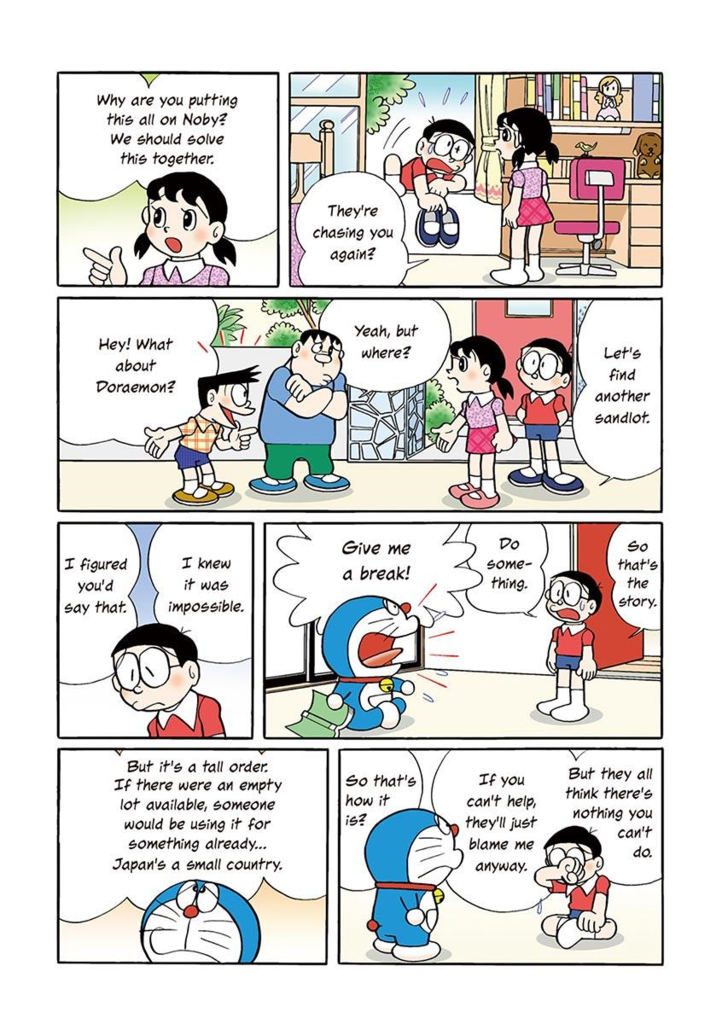 They're
chasing you
again?
Why are you putting
this all on Noby?
We should solve
this together.
Let's
find
another
sandlot.
Yeah, but
where?
Hey! What
about
Doraemon?
So
that's
the
story.
Do
some-
thing.
Give me
a break!
I knew
it was
impossible.
I figured
you'd
say that.
But they all
think there's
nothing you
can't
do.
If you
can't help,
they'll just
blame me
anyway.
So that's
how it
is?
But it's a tall order.
If there were an empty
lot available, someone
would be using it for
something already...
Japan's a small country.